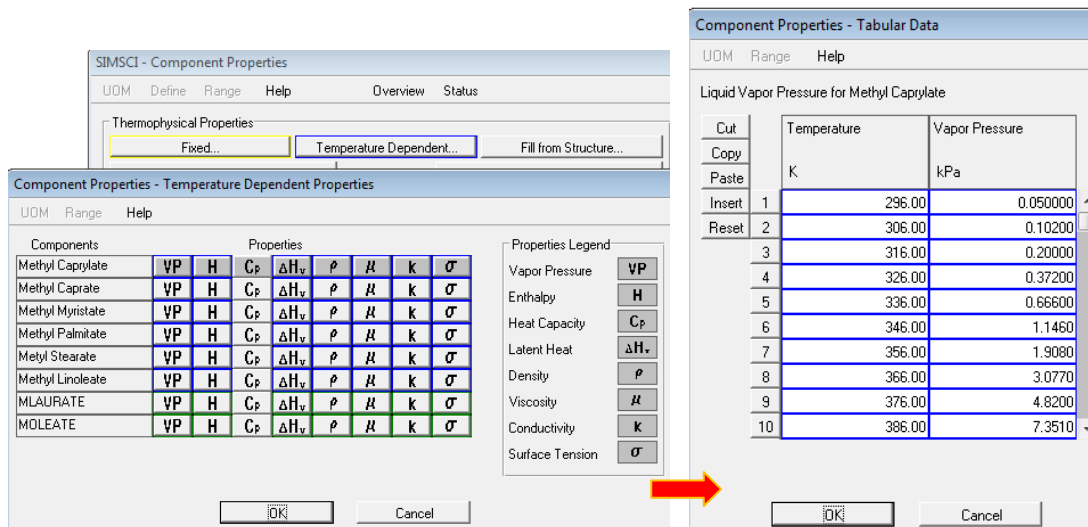 SIMSCI - Component Properties
UOM Define Range Help Overview Status
Thermophysical Properties
Fixed... Temperature Dependent... Fill from Structure...
Component Properties - Temperature Dependent Properties
UOM Range Help
Components Properties
Methyl Caprylate VP H Cₚ ΔHᵥ ρ μ k σ
Methyl Caprate VP H Cₚ ΔHᵥ ρ μ k σ
Methyl Myristate VP H Cₚ ΔHᵥ ρ μ k σ
Methyl Palmitate VP H Cₚ ΔHᵥ ρ μ k σ
Metyl Stearate VP H Cₚ ΔHᵥ ρ μ k σ
Methyl Linoleate VP H Cₚ ΔHᵥ ρ μ k σ
MLAURATE VP H Cₚ ΔHᵥ ρ μ k σ
MOLEATE VP H Cₚ ΔHᵥ ρ μ k σ
Properties Legend
Vapor Pressure VP
Enthalpy H
Heat Capacity Cₚ
Latent Heat ΔHᵥ
Density ρ
Viscosity μ
Conductivity k
Surface Tension σ
OK Cancel
Component Properties - Tabular Data
UOM Range Help
Liquid Vapor Pressure for Methyl Caprylate
Cut
Copy
Paste
Insert
Reset
Temperature Vapor Pressure
K kPa
1 296.00 0.050000
2 306.00 0.10200
3 316.00 0.20000
4 326.00 0.37200
5 336.00 0.66600
6 346.00 1.1460
7 356.00 1.9080
8 366.00 3.0770
9 376.00 4.8200
10 386.00 7.3510
OK Cancel